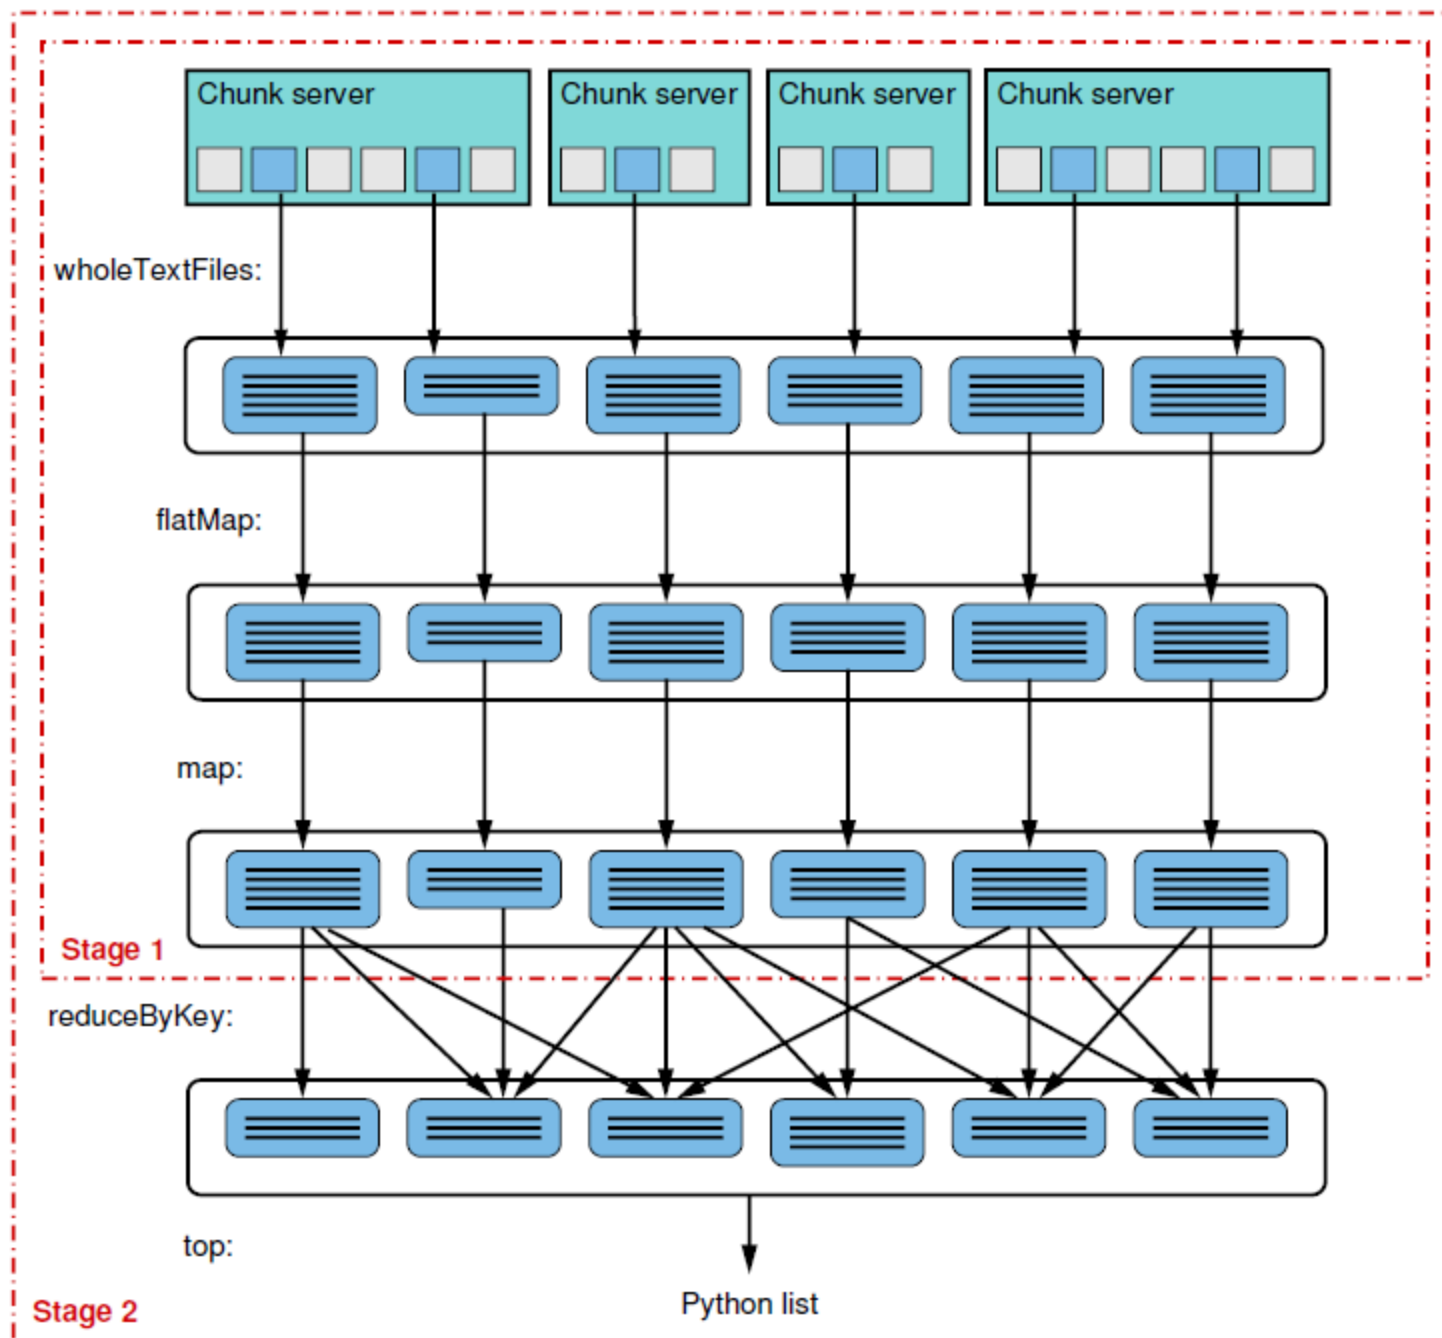 Chunk server
Chunk server
Chunk server
Chunk server
wholeTextFiles:
flatMap:
map:
Stage 1
reduceByKey:
top:
Python list
Stage 2